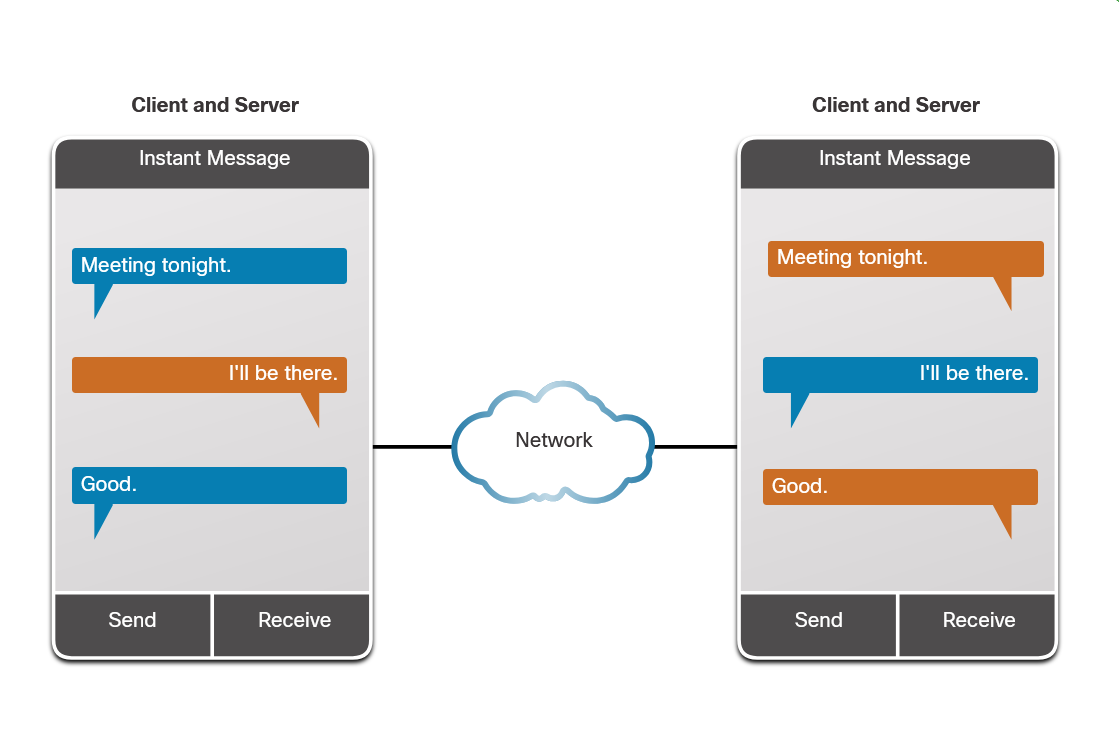 Client and Server
Instant Message
Meeting tonight.
I'll be there.
Good.
Send
Receive
Network
Client and Server
Instant Message
Meeting tonight.
I'll be there.
Good.
Send
Receive